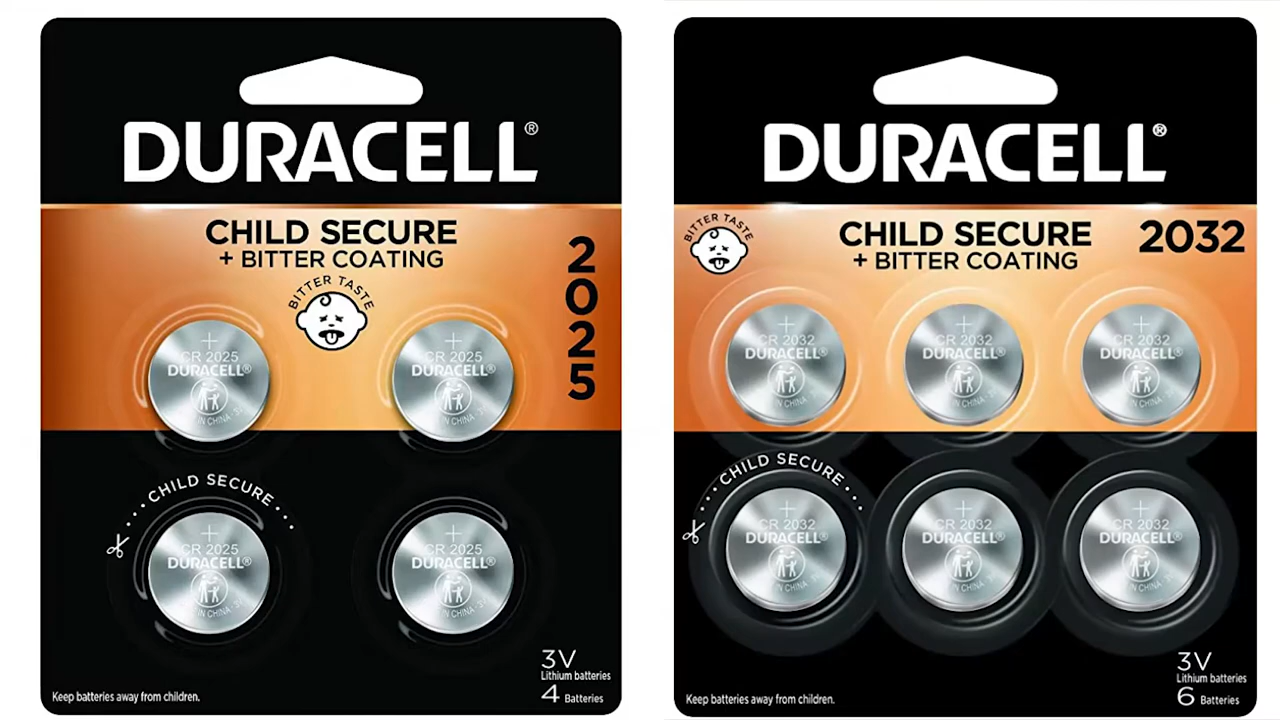 DURACELL®
CHILD SECURE
+ BITTER COATING
BITTER TASTE
2025
CR 2025
DURACELL®
CR 2025
DURACELL®
CHILD SECURE
CR 2025
DURACELL®
CR 2025
DURACELL®
3V
Lithium batteries
4 Batteries
Keep batteries away from children.
DURACELL®
BITTER TASTE
CHILD SECURE
+ BITTER COATING
2032
CR 2032
DURACELL®
CR 2032
DURACELL®
CR 2032
DURACELL®
CHILD SECURE
CR 2032
DURACELL®
CR 2032
DURACELL®
CR 2032
DURACELL®
3V
Lithium batteries
6 Batteries
Keep batteries away from children.